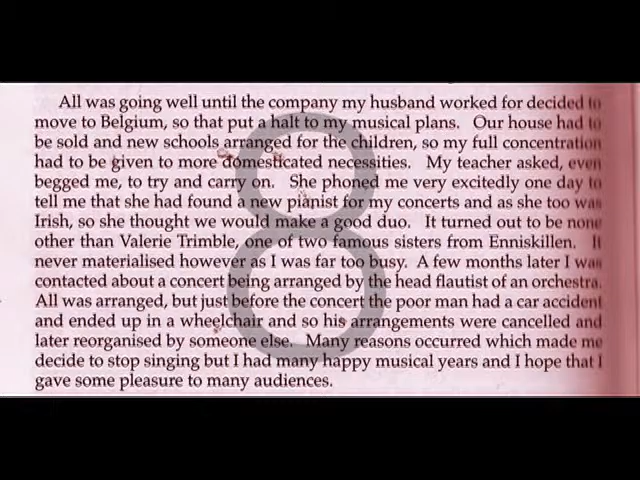 All was going well until the company my husband worked for decided to
move to Belgium, so that put a halt to my musical plans. Our house had to
be sold and new schools arranged for the children, so my full concentration
had to be given to more domesticated necessities. My teacher asked, even
begged me, to try and carry on. She phoned me very excitedly one day to
tell me that she had found a new pianist for my concerts and as she too was
Irish, so she thought we would make a good duo. It turned out to be none
other than Valerie Trimble, one of two famous sisters from Enniskillen. It
never materialised however as I was far too busy. A few months later I was
contacted about a concert being arranged by the head flautist of an orchestra.
All was arranged, but just before the concert the poor man had a car accident
and ended up in a wheelchair and so his arrangements were cancelled and
later reorganised by someone else. Many reasons occurred which made me
decide to stop singing but I had many happy musical years and I hope that I
gave some pleasure to many audiences.
8